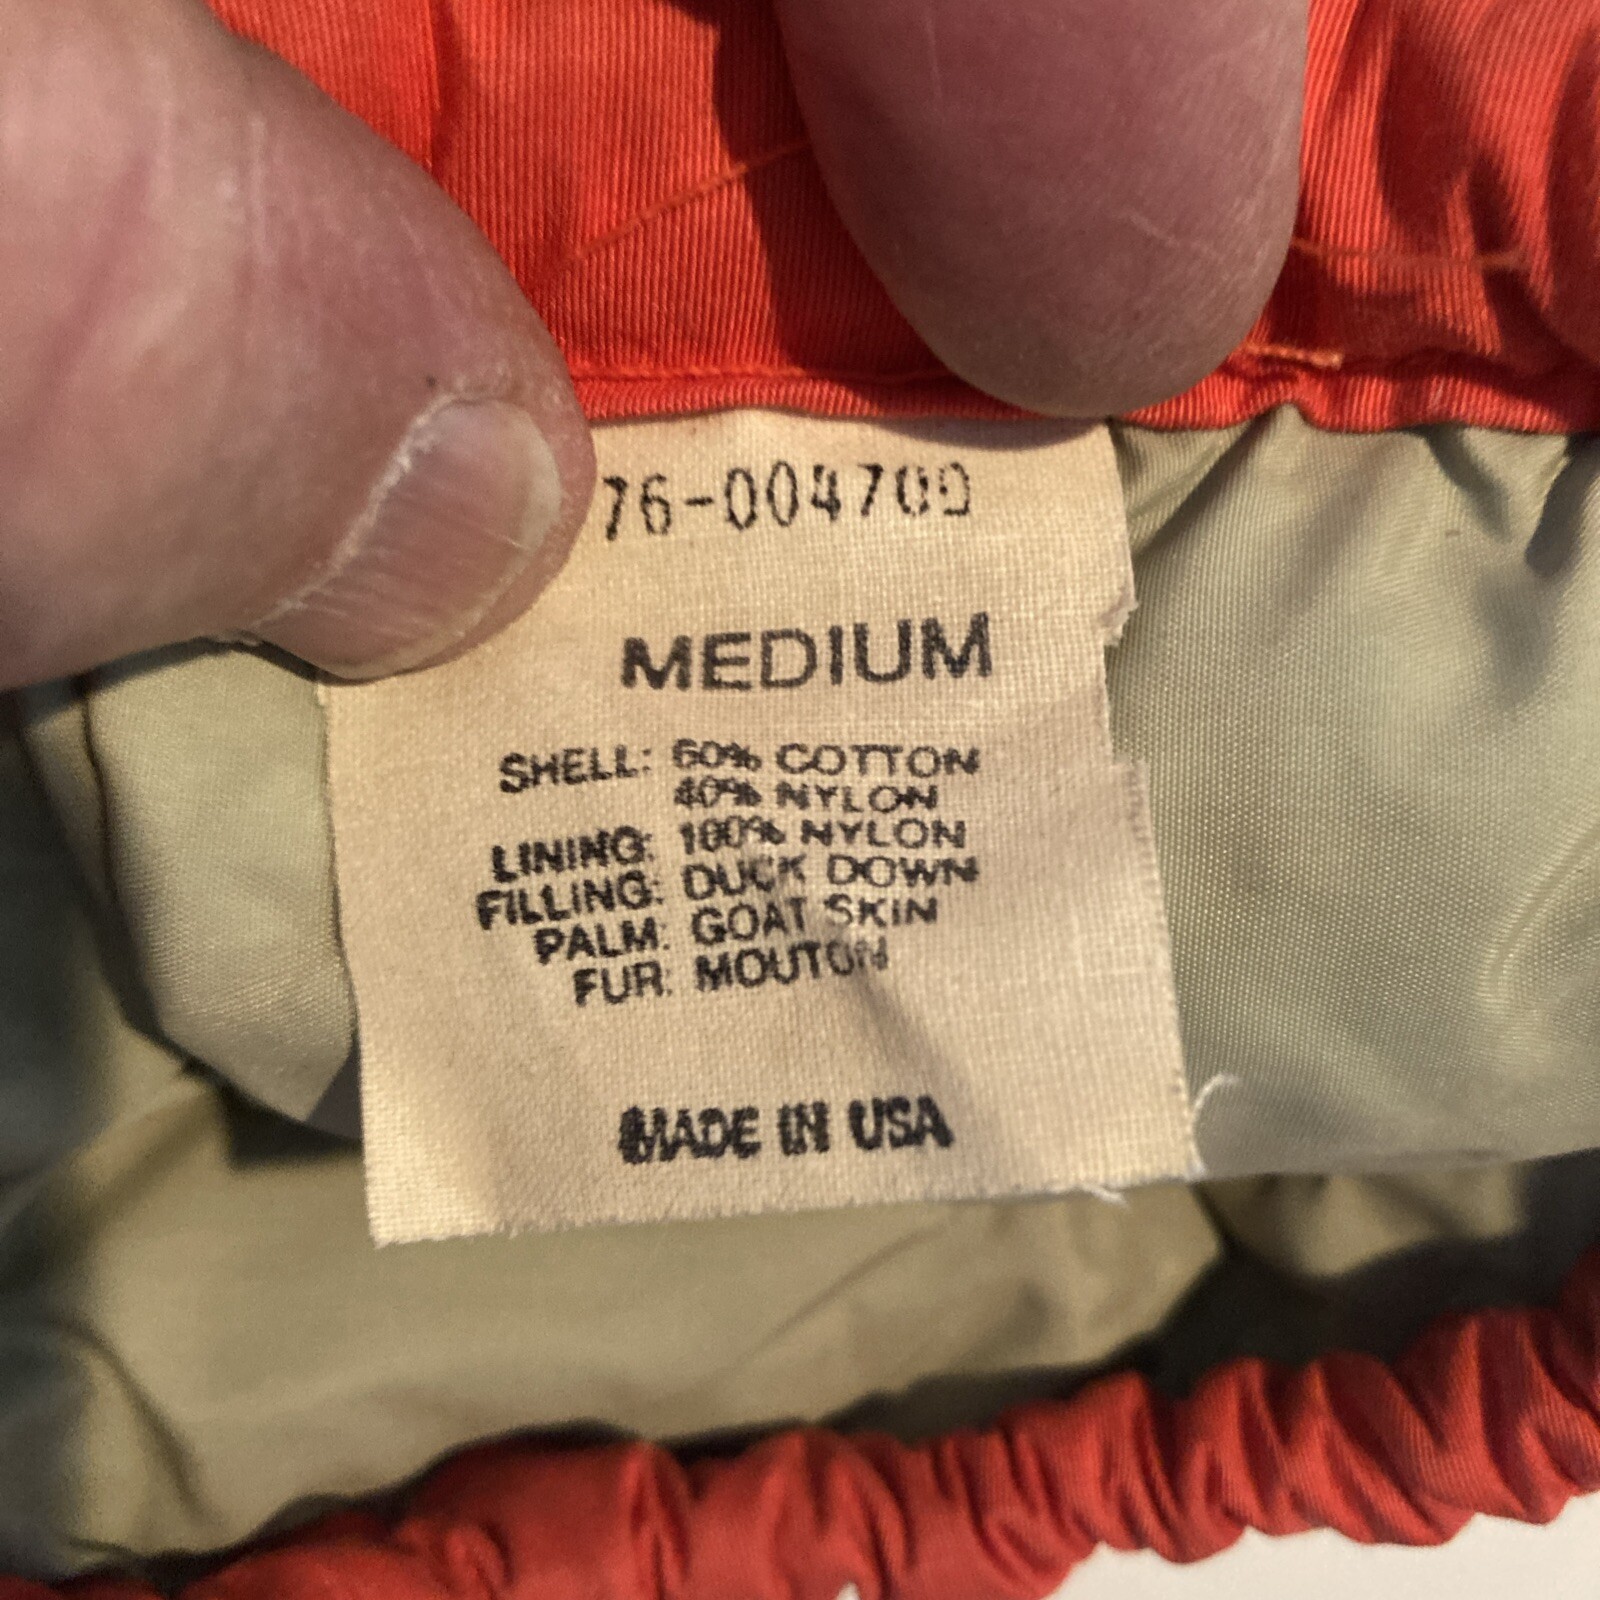 76-004700
MEDIUM
SHELL: 60% COTTON
40% NYLON
LINING: 100% NYLON
FILLING: DUCK DOWN
PALM: GOAT SKIN
FUR: MOUTON
MADE IN USA